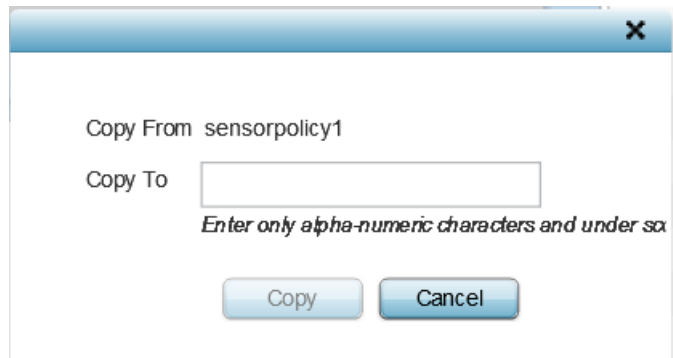 Copy From sensorpolicy1
Copy To
Enter only alpha-numeric characters and under
Copy Cancel